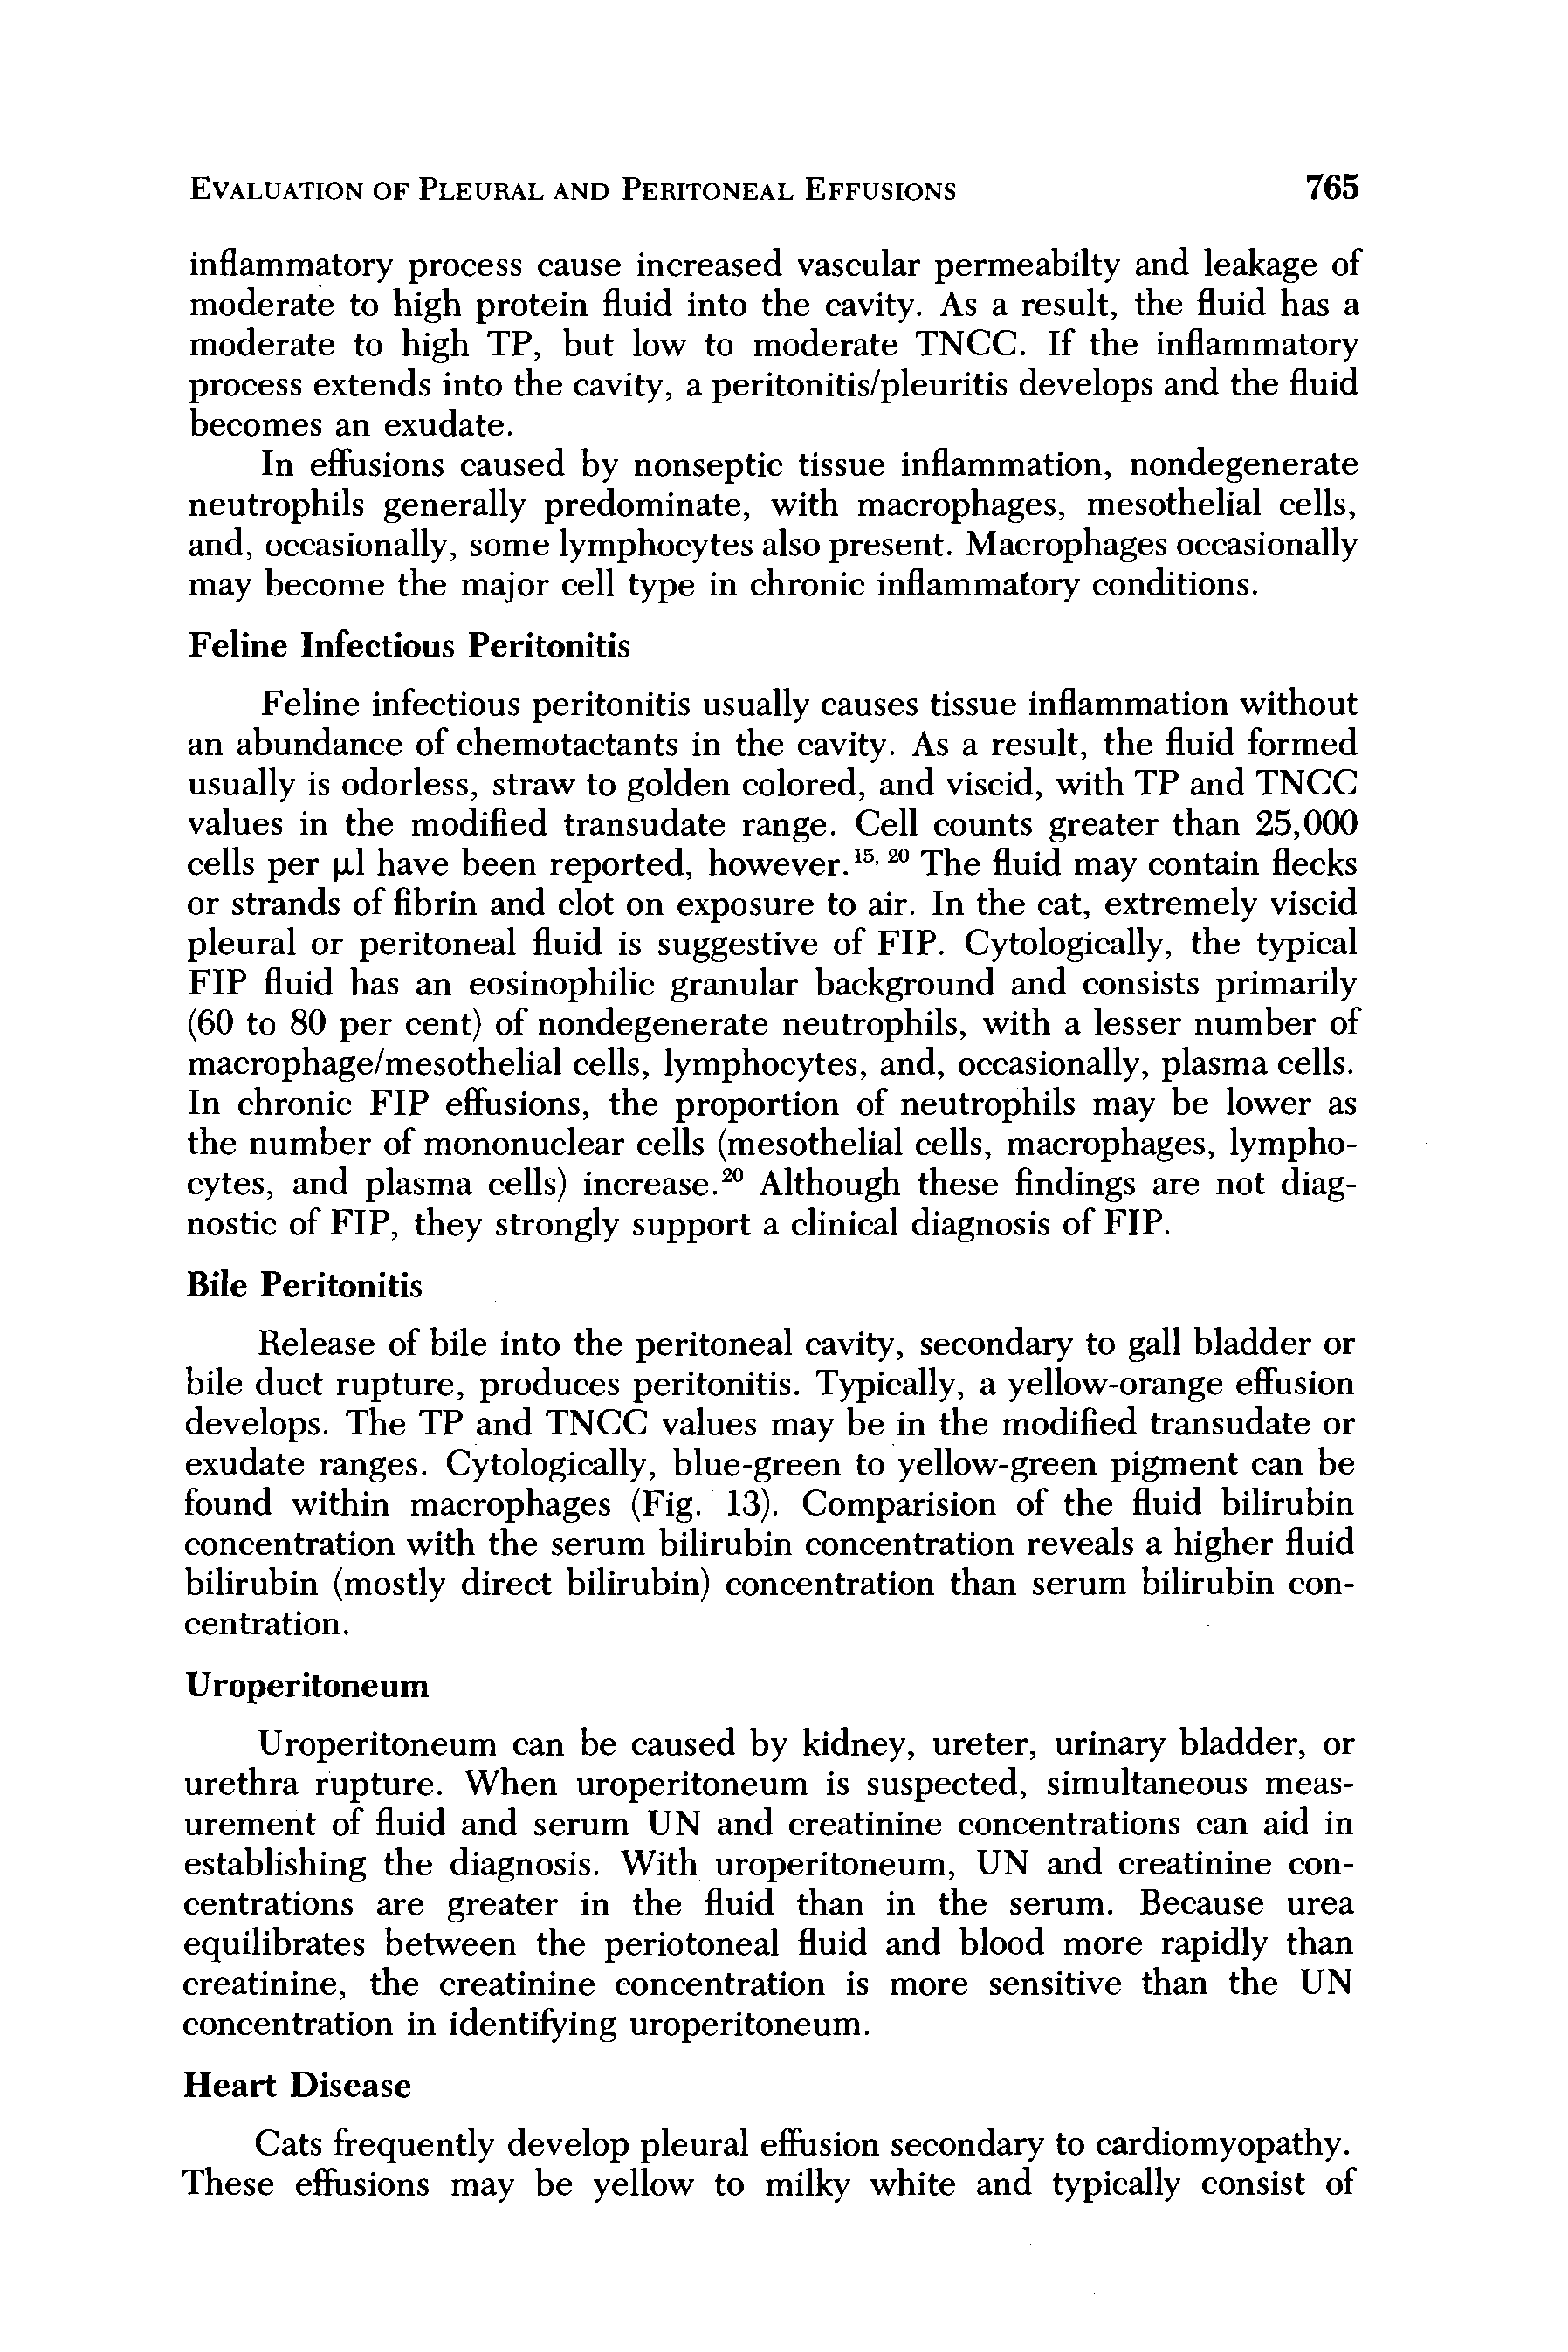 EVALUATION OF PLEURAL AND PERITONEAL EFFUSIONS 765
inflammatory process cause increased vascular permeabilty and leakage of
moderate to high protein fluid into the cavity. As a result, the fluid has a
moderate to high TP, but low to moderate TNCC. If the inflammatory
process extends into the cavity, a peritonitis/pleuritis develops and the fluid
becomes an exudate.
In effusions caused by nonseptic tissue inflammation, nondegenerate
neutrophils generally predominate, with macrophages, mesothelial cells,
and, occasionally, some lymphocytes also present. Macrophages occasionally
may become the major cell type in chronic inflammatory conditions.
Feline Infectious Peritonitis
Feline infectious peritonitis usually causes tissue inflammation without
an abundance of chemotactants in the cavity. As a result, the fluid formed
usually is odorless, straw to golden colored, and viscid, with TP and TNCC
values in the modified transudate range. Cell counts greater than 25,000
cells per µl have been reported, however.15, 20 The fluid may contain flecks
or strands of fibrin and clot on exposure to air. In the cat, extremely viscid
pleural or peritoneal fluid is suggestive of FIP. Cytologically, the typical
FIP fluid has an eosinophilic granular background and consists primarily
(60 to 80 per cent) of nondegenerate neutrophils, with a lesser number of
macrophage/mesothelial cells, lymphocytes, and, occasionally, plasma cells.
In chronic FIP effusions, the proportion of neutrophils may be lower as
the number of mononuclear cells (mesothelial cells, macrophages, lympho-
cytes, and plasma cells) increase.20 Although these findings are not diag-
nostic of FIP, they strongly support a clinical diagnosis of FIP.
Bile Peritonitis
Release of bile into the peritoneal cavity, secondary to gall bladder or
bile duct rupture, produces peritonitis. Typically, a yellow-orange effusion
develops. The TP and TNCC values may be in the modified transudate or
exudate ranges. Cytologically, blue-green to yellow-green pigment can be
found within macrophages (Fig. 13). Comparision of the fluid bilirubin
concentration with the serum bilirubin concentration reveals a higher fluid
bilirubin (mostly direct bilirubin) concentration than serum bilirubin con-
centration.
Uroperitoneum
Uroperitoneum can be caused by kidney, ureter, urinary bladder, or
urethra rupture. When uroperitoneum is suspected, simultaneous meas-
urement of fluid and serum UN and creatinine concentrations can aid in
establishing the diagnosis. With uroperitoneum, UN and creatinine con-
centrations are greater in the fluid than in the serum. Because urea
equilibrates between the periotoneal fluid and blood more rapidly than
creatinine, the creatinine concentration is more sensitive than the UN
concentration in identifying uroperitoneum.
Heart Disease
Cats frequently develop pleural effusion secondary to cardiomyopathy.
These effusions may be yellow to milky white and typically consist of